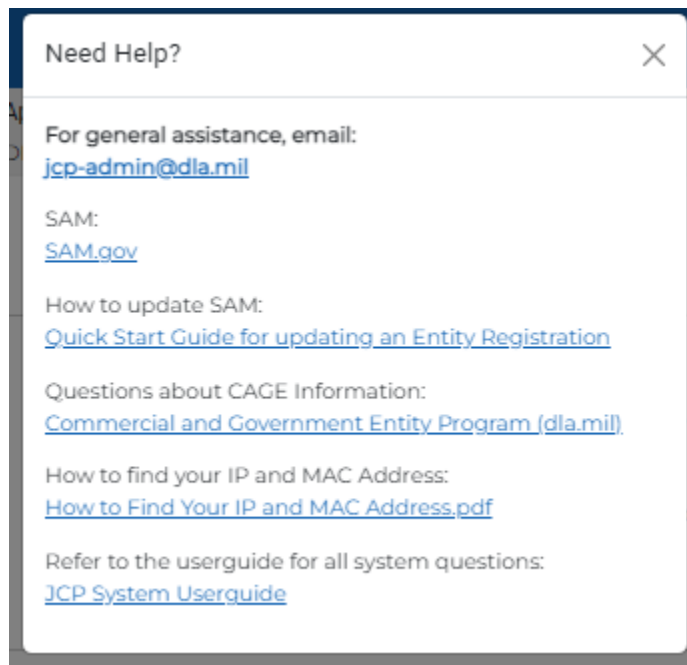 Need Help?
For general assistance, email:
jcp-admin@dla.mil
SAM:
SAM.gov
How to update SAM:
Quick Start Guide for updating an Entity Registration
Questions about CAGE Information:
Commercial and Government Entity Program (dla.mil)
How to find your IP and MAC Address:
How to Find Your IP and MAC Address.pdf
Refer to the userguide for all system questions:
JCP System Userguide